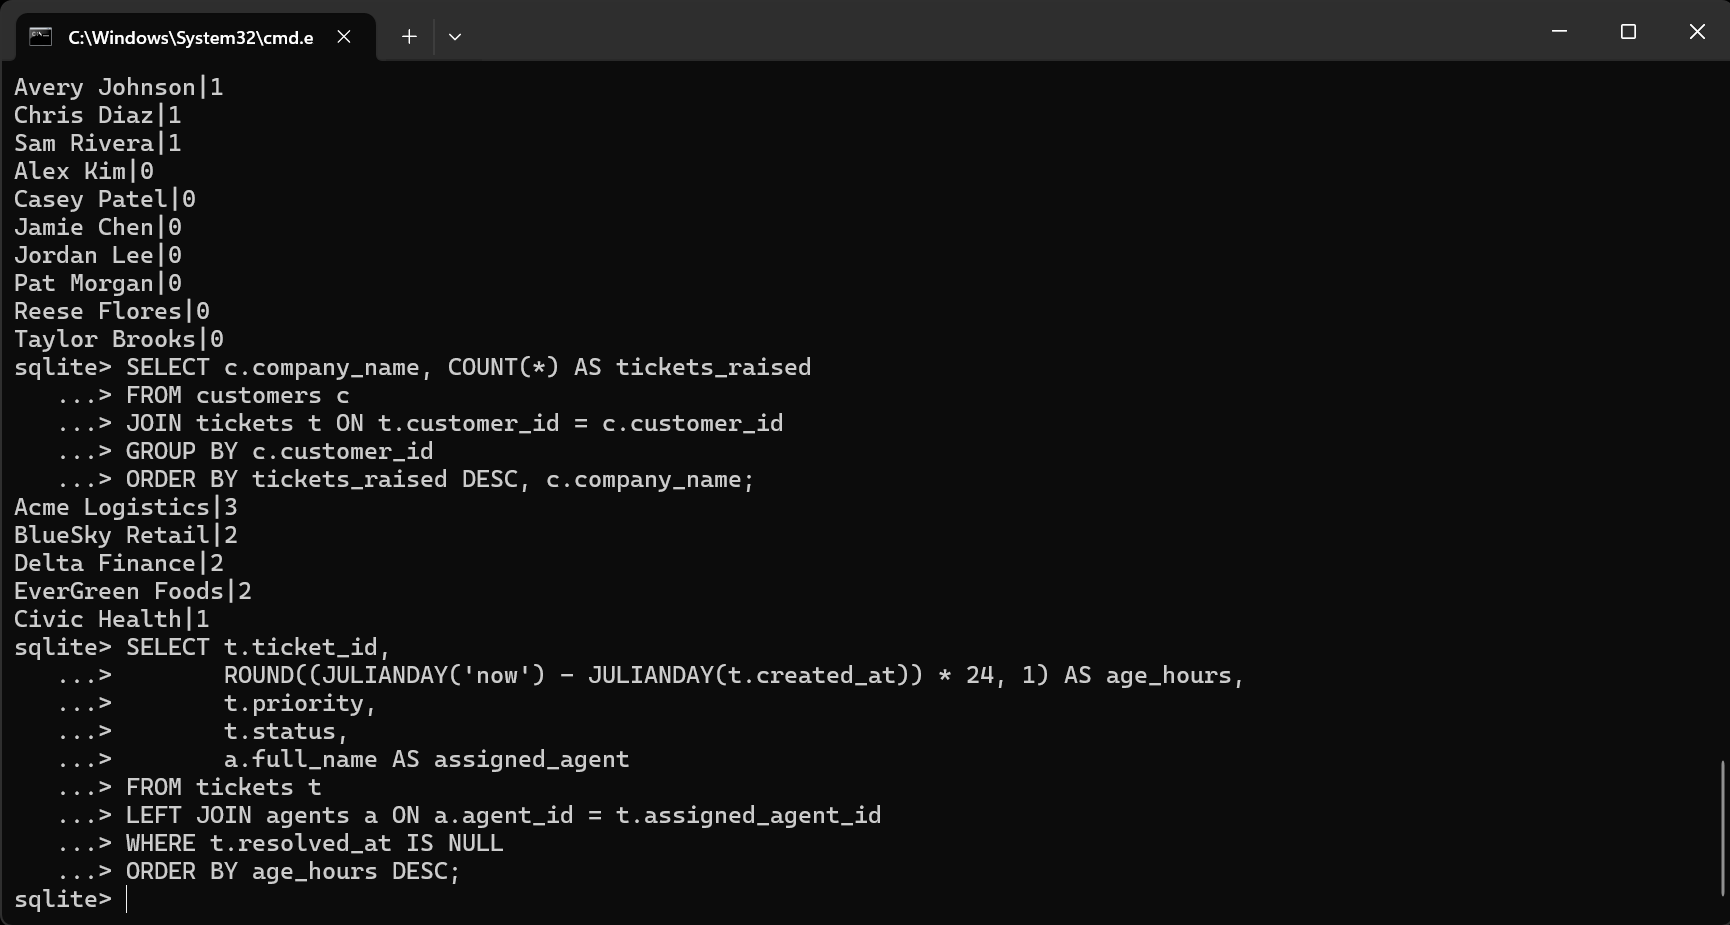 C:\Windows\System32\cmd.e
Avery Johnson|1
Chris Diaz|1
Sam Rivera|1
Alex Kim|0
Casey Patel|0
Jamie Chen|0
Jordan Lee|0
Pat Morgan|0
Reese Flores|0
Taylor Brooks|0
sqlite> SELECT c.company_name, COUNT(*) AS tickets_raised
   ...> FROM customers c
   ...> JOIN tickets t ON t.customer_id = c.customer_id
   ...> GROUP BY c.customer_id
   ...> ORDER BY tickets_raised DESC, c.company_name;
Acme Logistics|3
BlueSky Retail|2
Delta Finance|2
EverGreen Foods|2
Civic Health|1
sqlite> SELECT t.ticket_id,
   ...>        ROUND((JULIANDAY('now') - JULIANDAY(t.created_at)) * 24, 1) AS age_hours,
   ...>        t.priority,
   ...>        t.status,
   ...>        a.full_name AS assigned_agent
   ...> FROM tickets t
   ...> LEFT JOIN agents a ON a.agent_id = t.assigned_agent_id
   ...> WHERE t.resolved_at IS NULL
   ...> ORDER BY age_hours DESC;
sqlite>